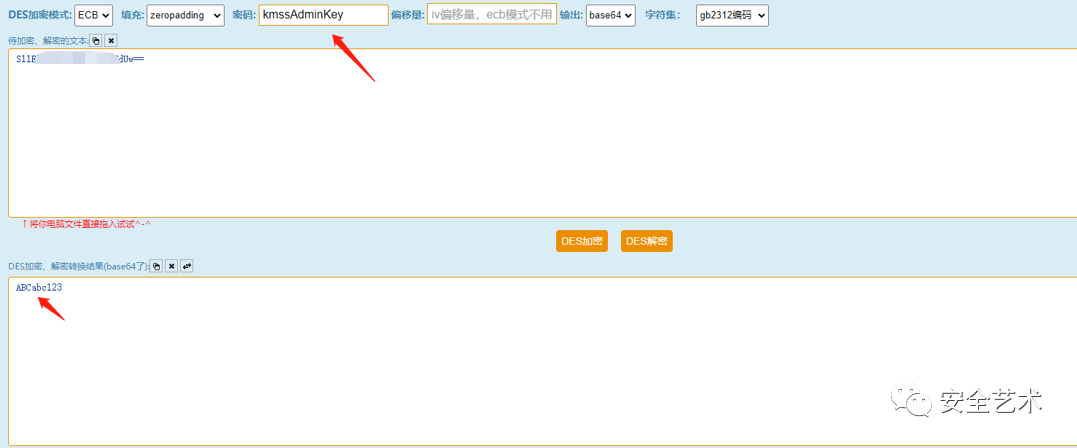 DES加密模式: ECB 填充: zeropadding 密码: kmssAdminKey 偏移量: iv偏移量，ecb模式不用 输出: base64 字符集: gb2312编码
待加密、解密的文本:
dUw==
↑将你电脑文件直接拖入试试^-^
DES加密 DES解密
DES加密、解密转换结果(base64了):
ABCabc123
安全艺术